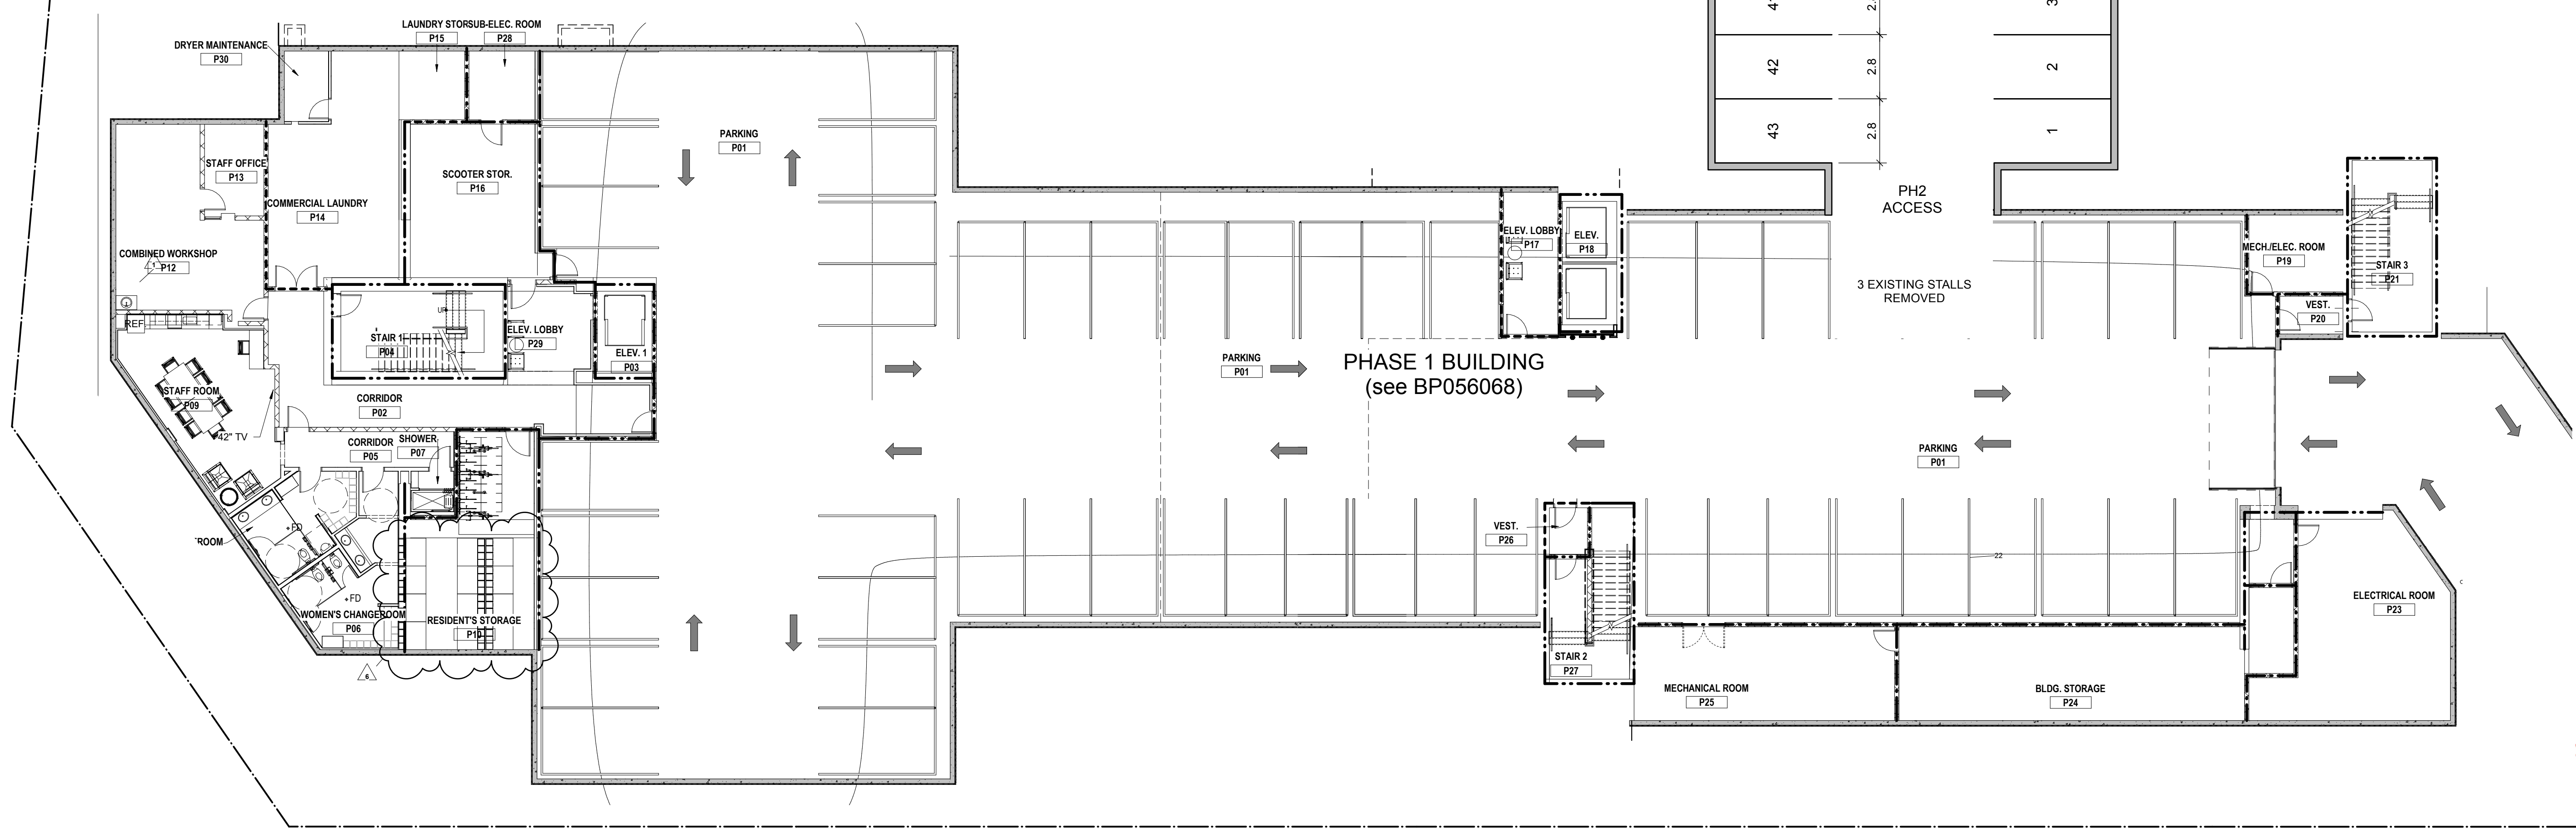 LAUNDRY STOR.
P15
SUB-ELEC. ROOM
P28
DRYER MAINTENANCE
P30
42
2.8
2
43
2.8
1
PARKING
P01
STAFF OFFICE
P13
SCOOTER STOR.
P16
COMMERCIAL LAUNDRY
P14
PH2
ACCESS
ELEV. LOBBY
P17
ELEV.
P18
COMBINED WORKSHOP
P12
1
MECH./ELEC. ROOM
P19
STAIR 3
P21
3 EXISTING STALLS
REMOVED
VEST.
P20
REF
UP
STAIR 1
P04
ELEV. LOBBY
P29
ELEV. 1
P03
PARKING
P01
PHASE 1 BUILDING
(see BP056068)
STAFF ROOM
P09
CORRIDOR
P02
42" TV
CORRIDOR
P05
SHOWER
P07
PARKING
P01
FD
ROOM
VEST.
P26
22
FD
WOMEN'S CHANGEROOM
P06
RESIDENT'S STORAGE
P10
ELECTRICAL ROOM
P23
6
STAIR 2
P27
MECHANICAL ROOM
P25
BLDG. STORAGE
P24